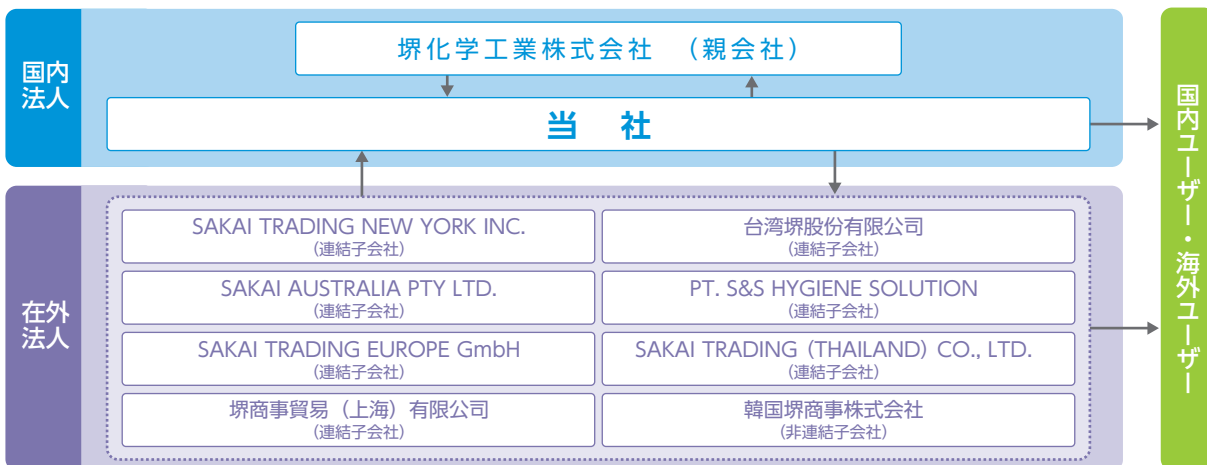 国内
法人
堺化学工業株式会社 （親会社）
当 社
在外
法人
SAKAI TRADING NEW YORK INC.
(連結子会社)
台湾堺股份有限公司
(連結子会社)
SAKAI AUSTRALIA PTY LTD.
(連結子会社)
PT. S&S HYGIENE SOLUTION
(連結子会社)
SAKAI TRADING EUROPE GmbH
(連結子会社)
SAKAI TRADING (THAILAND) CO., LTD.
(連結子会社)
堺商事貿易（上海）有限公司
(連結子会社)
韓国堺商事株式会社
(非連結子会社)
国内ユーザー・海外ユーザー